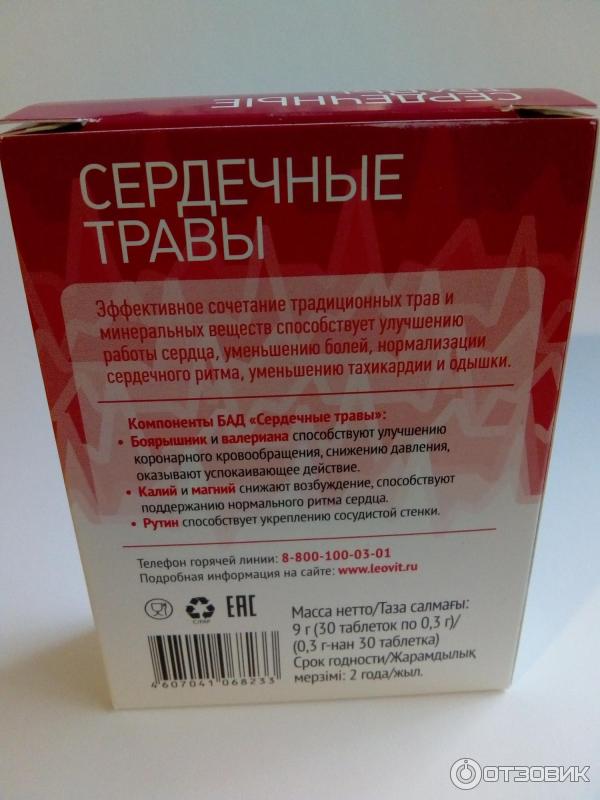 СЕРДЕЧНЫЕ
СЕРДЕЧНЫЕ
ТРАВЫ
Эффективное сочетание традиционных трав и
минеральных веществ способствует улучшению
работы сердца, уменьшению болей, нормализации
сердечного ритма, уменьшению тахикардии и одышки.
Компоненты БАД «Сердечные травы»:
• Боярышник и валериана способствуют улучшению
коронарного кровообращения, снижению давления,
оказывают успокаивающее действие.
• Калий и магний снижают возбуждение, способствуют
поддержанию нормального ритма сердца.
• Рутин способствует укреплению сосудистой стенки.
Телефон горячей линии: 8-800-100-03-01
Подробная информация на сайте: www.leovit.ru
C/PAP
EAC
Масса нетто/Таза салмағы:
9 г (30 таблеток по 0,3 г)/
(0,3 г-нан 30 таблетка)
Срок годности/Жарамдылық
мерзімі: 2 года/жыл.
4607041068233
ОТЗОВИК